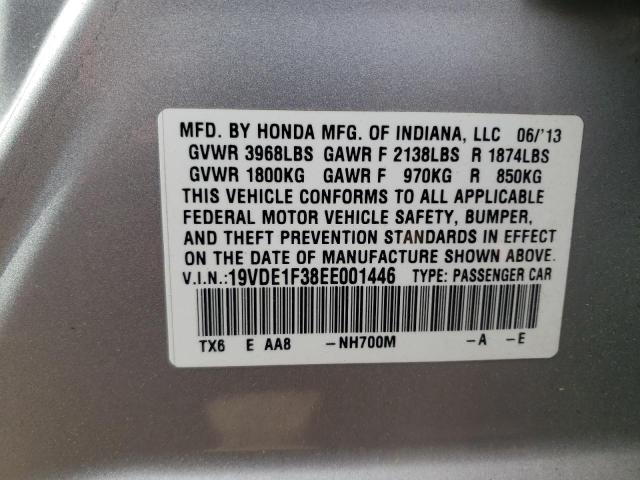 MFD. BY HONDA MFG. OF INDIANA, LLC 06/'13
GVWR 3968LBS GAWR F 2138LBS R 1874LBS
GVWR 1800KG GAWR F 970KG R 850KG
THIS VEHICLE CONFORMS TO ALL APPLICABLE
FEDERAL MOTOR VEHICLE SAFETY, BUMPER,
AND THEFT PREVENTION STANDARDS IN EFFECT
ON THE DATE OF MANUFACTURE SHOWN ABOVE.
V.I.N.:19VDE1F38EE001446 TYPE: PASSENGER CAR
TX6 E AA8 -NH700M -A -E